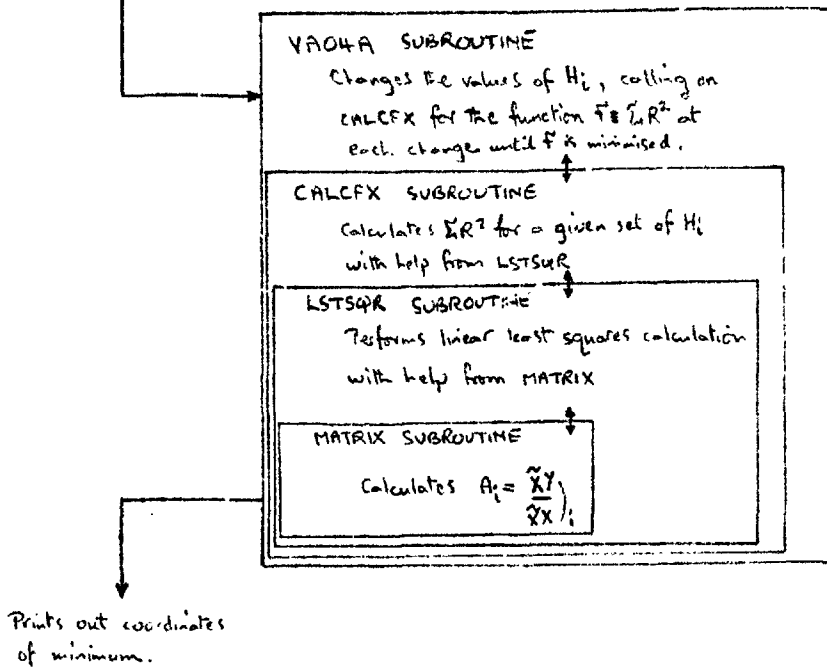 VA04A SUBROUTINE
Changes the values of Hᵢ, calling on
CALCFX for the function F = ΣR² at
each change until F is minimised.
CALCFX SUBROUTINE
Calculates ΣR² for a given set of Hᵢ
with help from LSTSQR
LSTSQR SUBROUTINE
Performs linear least squares calculation
with help from MATRIX
MATRIX SUBROUTINE
Calculates Aᵢ = X̃Y / X̃X )ᵢ
Prints out coordinates
of minimum.